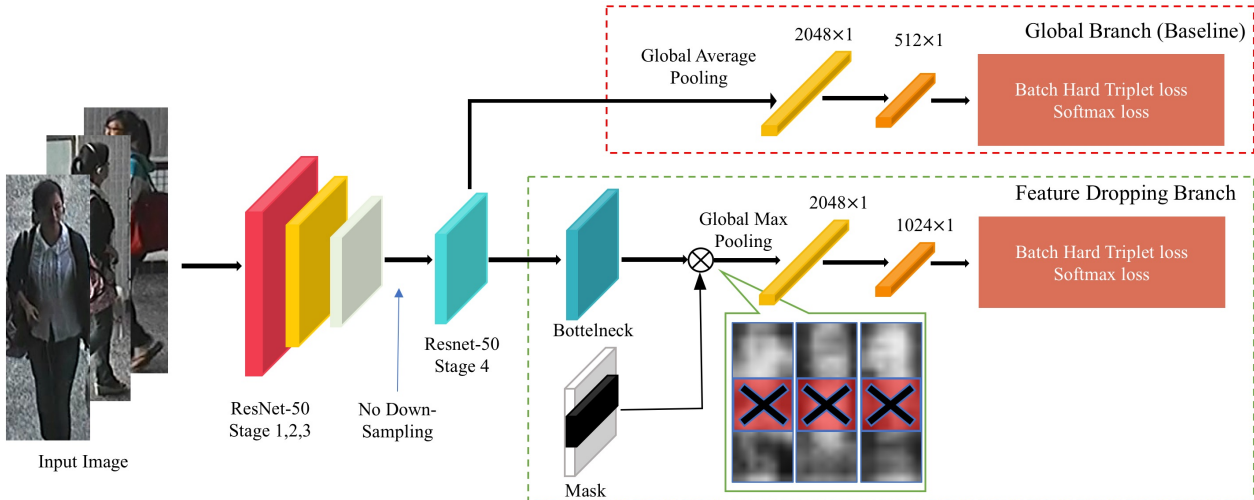 Global Branch (Baseline)
2048×1
512×1
Global Average
Pooling
Batch Hard Triplet loss
Softmax loss
Feature Dropping Branch
2048×1
1024×1
Global Max
Pooling
Batch Hard Triplet loss
Softmax loss
Bottelneck
Resnet-50
Stage 4
ResNet-50
Stage 1,2,3
No Down-
Sampling
Input Image
Mask